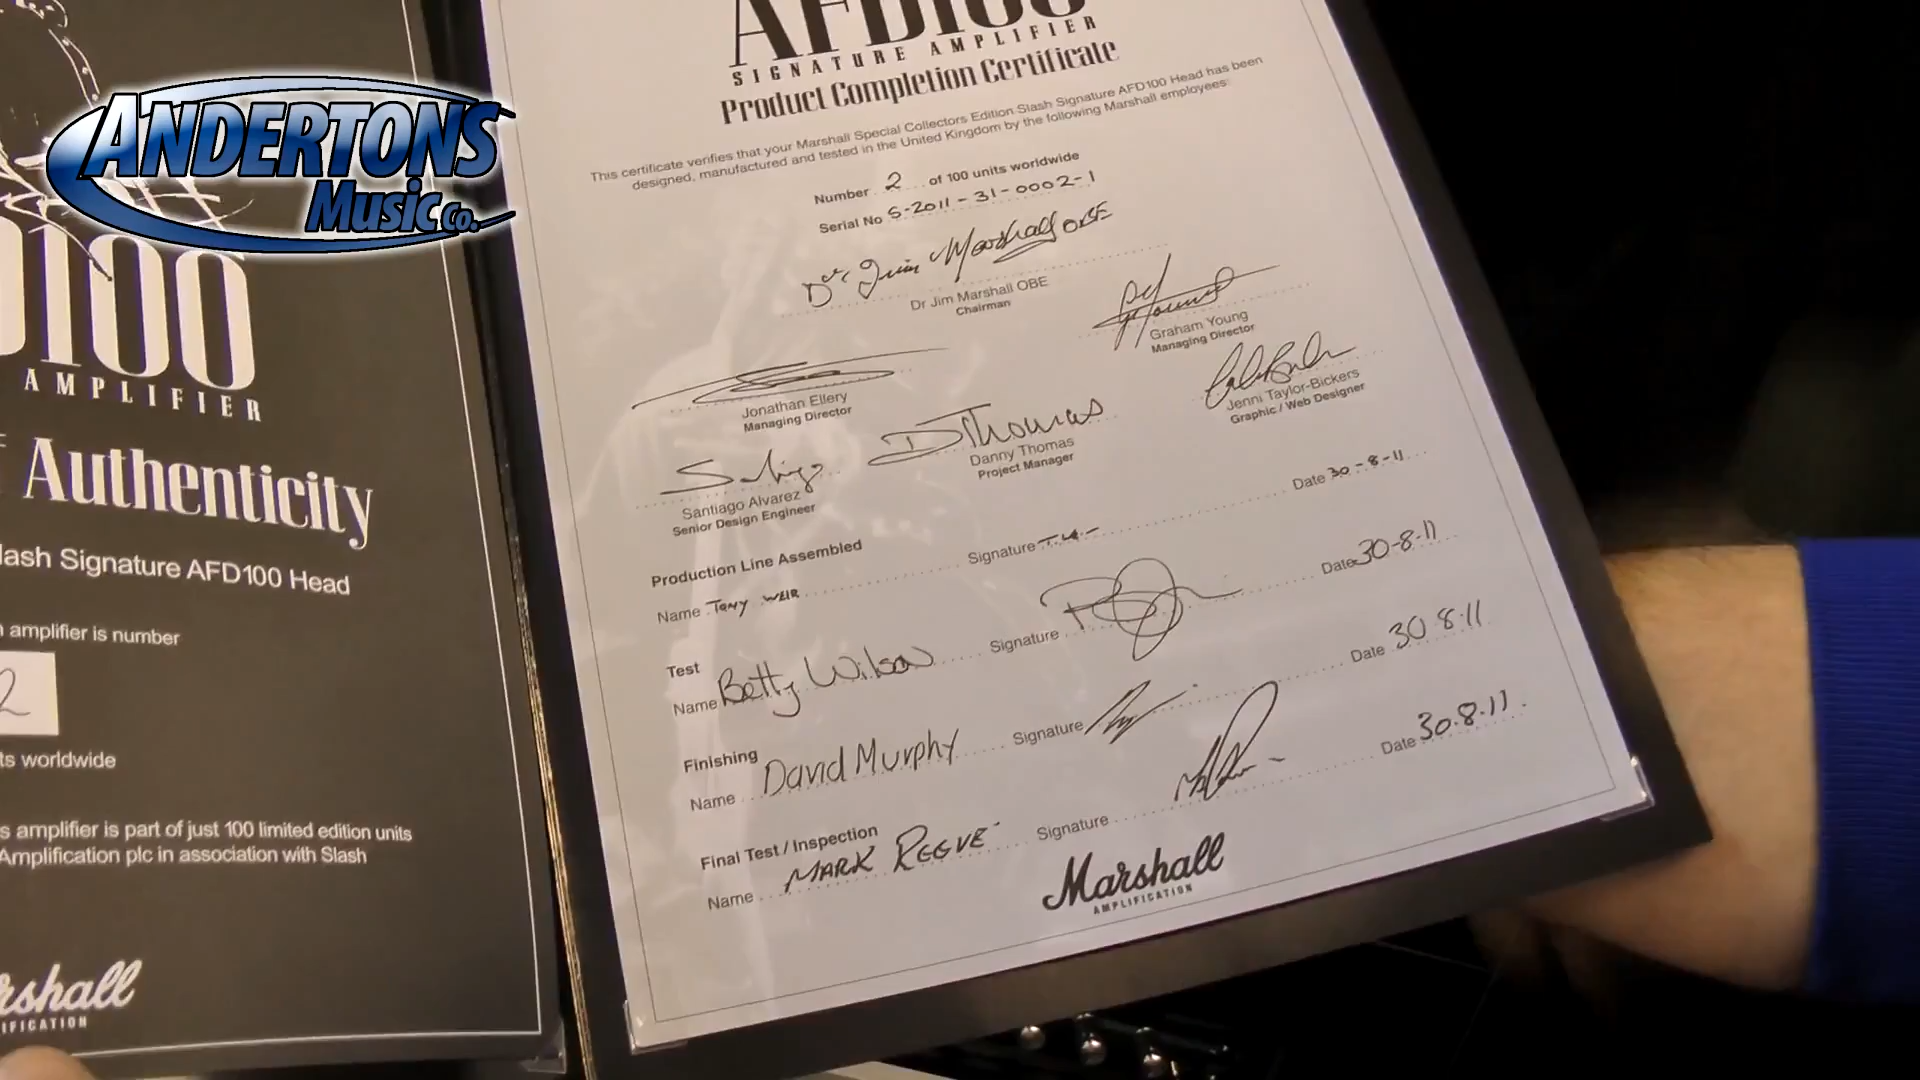 ANDERTONS
Music Co.
100
AMPLIFIER
Authenticity
lash Signature AFD100 Head
amplifier is number
2
ts worldwide
s amplifier is part of just 100 limited edition units
Amplification plc in association with Slash
rshall
IFICATION
AFD100
SIGNATURE AMPLIFIER
Product Completion Certificate
This certificate verifies that your Marshall Special Collectors Edition Slash Signature AFD100 Head has been
designed, manufactured and tested in the United Kingdom by the following Marshall employees:
Number 2 of 100 units worldwide
Serial No S-2011-31-0002-1
Dr Jim Marshall OBE
Dr Jim Marshall OBE
Chairman
Graham Young
Managing Director
Jonathan Ellery
Managing Director
Jenni Taylor-Bickers
Graphic / Web Designer
DThomas
Danny Thomas
Project Manager
Santiago Alvarez
Senior Design Engineer
Production Line Assembled
Name Tony Weir Signature Date 30-8-11
Test
Name Betty Wilson Signature Date 30-8-11
Finishing
Name David Murphy Signature Date 30.8.11
Final Test / Inspection
Name MARK REEVE Signature Date 30.8.11
Marshall
AMPLIFICATION